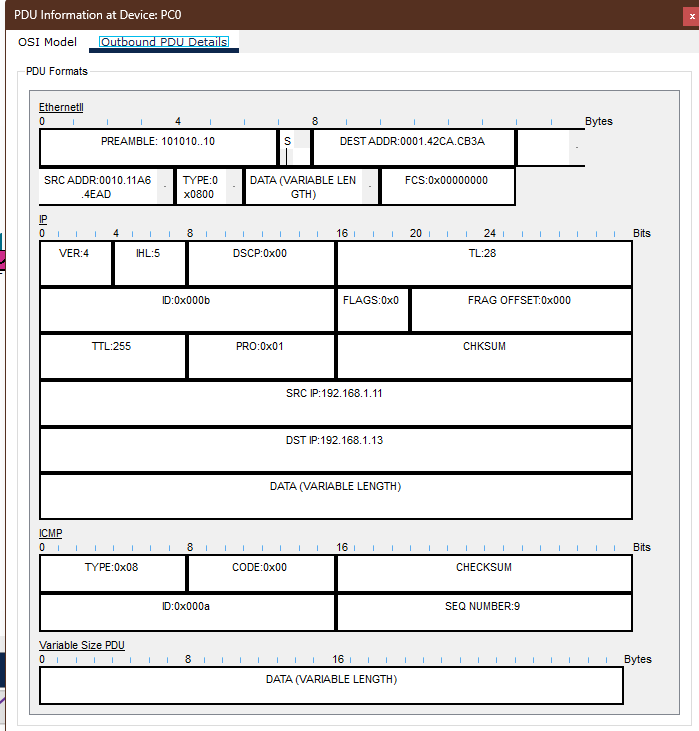 PDU Information at Device: PC0
x
OSI Model
Outbound PDU Details
PDU Formats
EthernetII
0 4 8 Bytes
PREAMBLE: 101010..10
S
DEST ADDR:0001.42CA.CB3A
SRC ADDR:0010.11A6
.4EAD
TYPE:0
x0800
DATA (VARIABLE LEN
GTH)
FCS:0x00000000
IP
0 4 8 16 20 24 Bits
VER:4
IHL:5
DSCP:0x00
TL:28
ID:0x000b
FLAGS:0x0
FRAG OFFSET:0x000
TTL:255
PRO:0x01
CHKSUM
SRC IP:192.168.1.11
DST IP:192.168.1.13
DATA (VARIABLE LENGTH)
ICMP
0 8 16 Bits
TYPE:0x08
CODE:0x00
CHECKSUM
ID:0x000a
SEQ NUMBER:9
Variable Size PDU
0 8 16 Bytes
DATA (VARIABLE LENGTH)